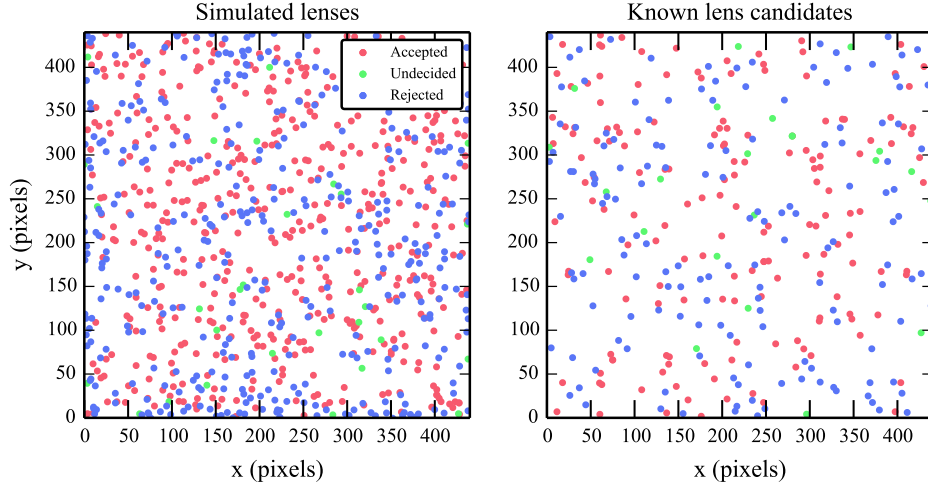 Simulated lenses
Known lens candidates
Accepted
Undecided
Rejected
y (pixels)
400
350
300
250
200
150
100
50
0
0 50 100 150 200 250 300 350 400
x (pixels)
400
350
300
250
200
150
100
50
0
0 50 100 150 200 250 300 350 400
x (pixels)